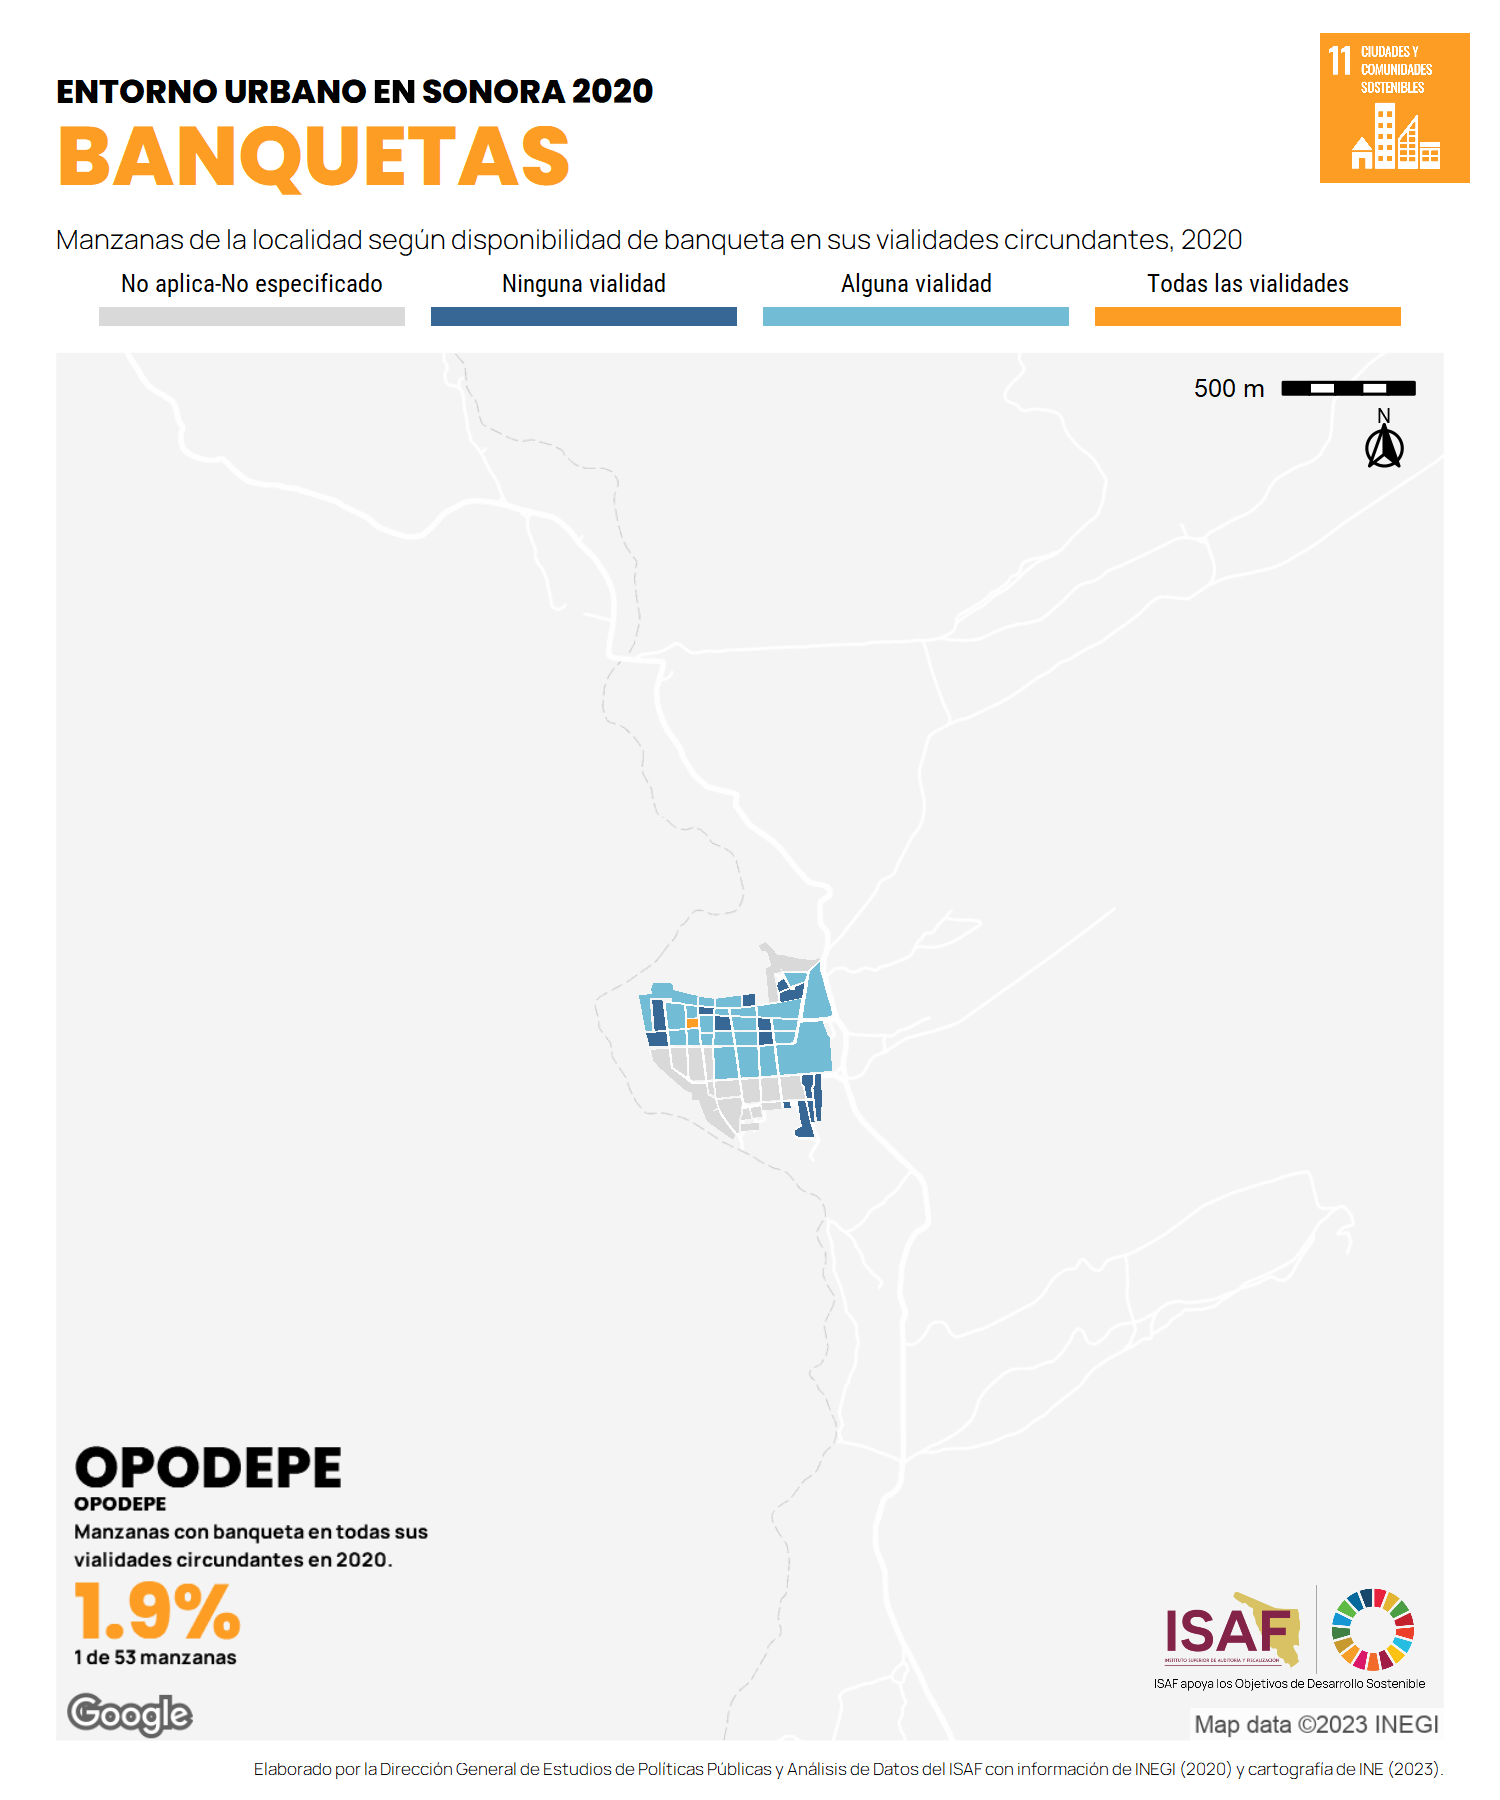 ENTORNO URBANO EN SONORA 2020
BANQUETAS
11 CIUDADES Y
COMUNIDADES
SOSTENIBLES
Manzanas de la localidad según disponibilidad de banqueta en sus vialidades circundantes, 2020
No aplica-No especificado
Ninguna vialidad
Alguna vialidad
Todas las vialidades
500 m
N
OPODEPE
OPODEPE
Manzanas con banqueta en todas sus
vialidades circundantes en 2020.
1.9%
1 de 53 manzanas
Google
ISAF
INSTITUTO SUPERIOR DE AUDITORÍA Y FISCALIZACIÓN
ISAF apoya los Objetivos de Desarrollo Sostenible
Map data ©2023 INEGI
Elaborado por la Dirección General de Estudios de Políticas Públicas y Análisis de Datos del ISAF con información de INEGI (2020) y cartografía de INE (2023).